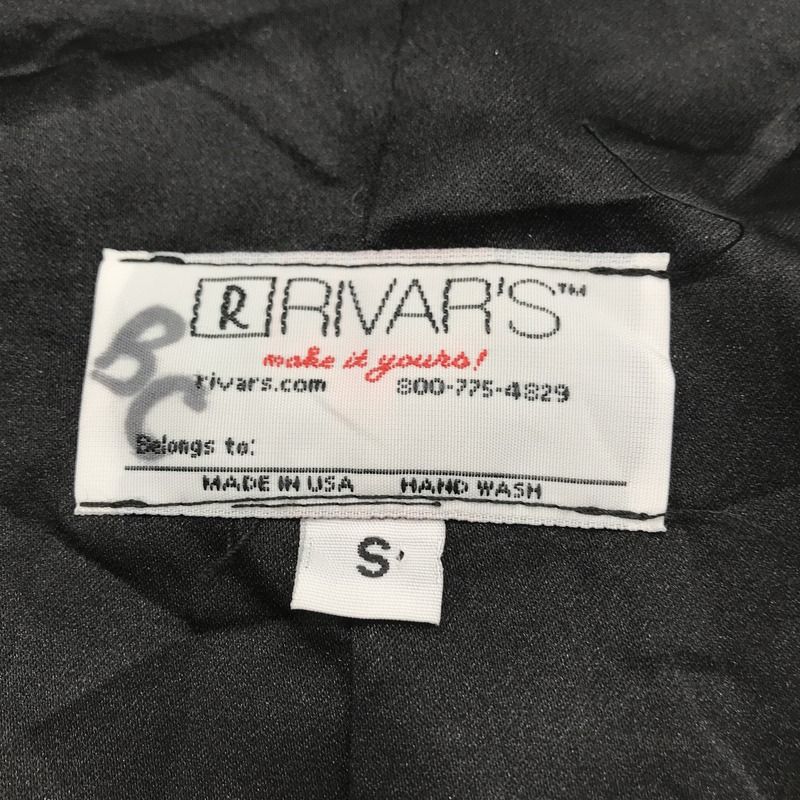 R RIVAR'S™
make it yours!
rivars.com 800-775-4829
BC
Belongs to:
MADE IN USA HAND WASH
S